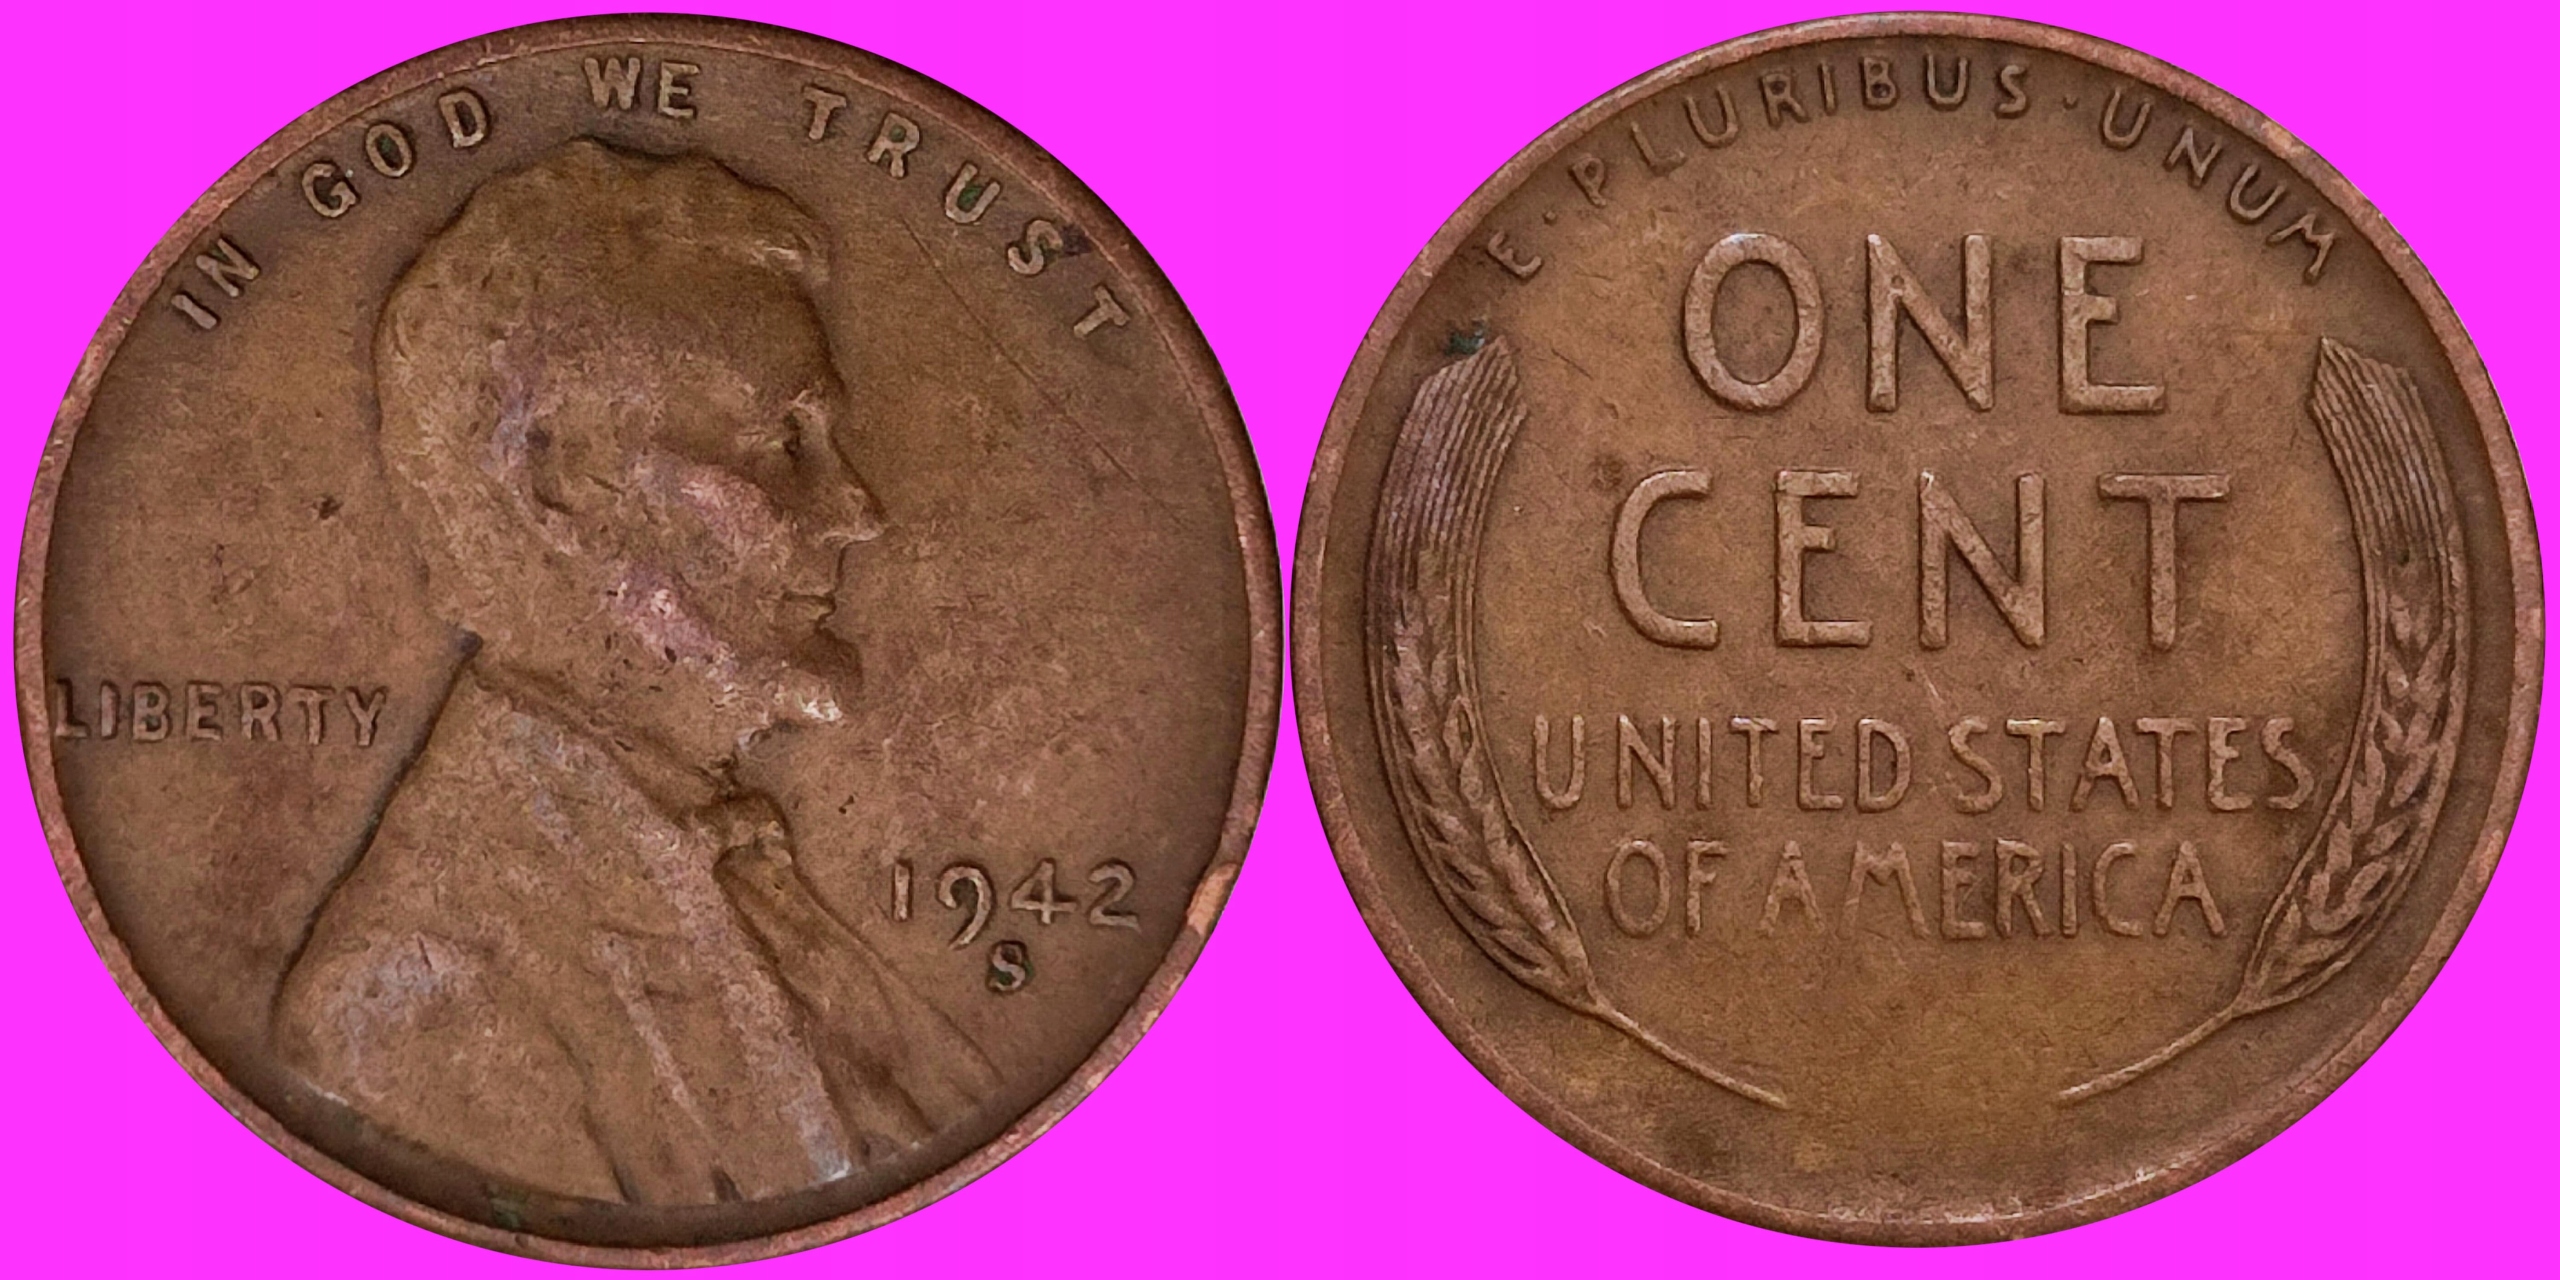 IN GOD WE TRUST
LIBERTY
1942
S
E·PLURIBUS·UNUM
ONE
CENT
UNITED STATES
OF AMERICA